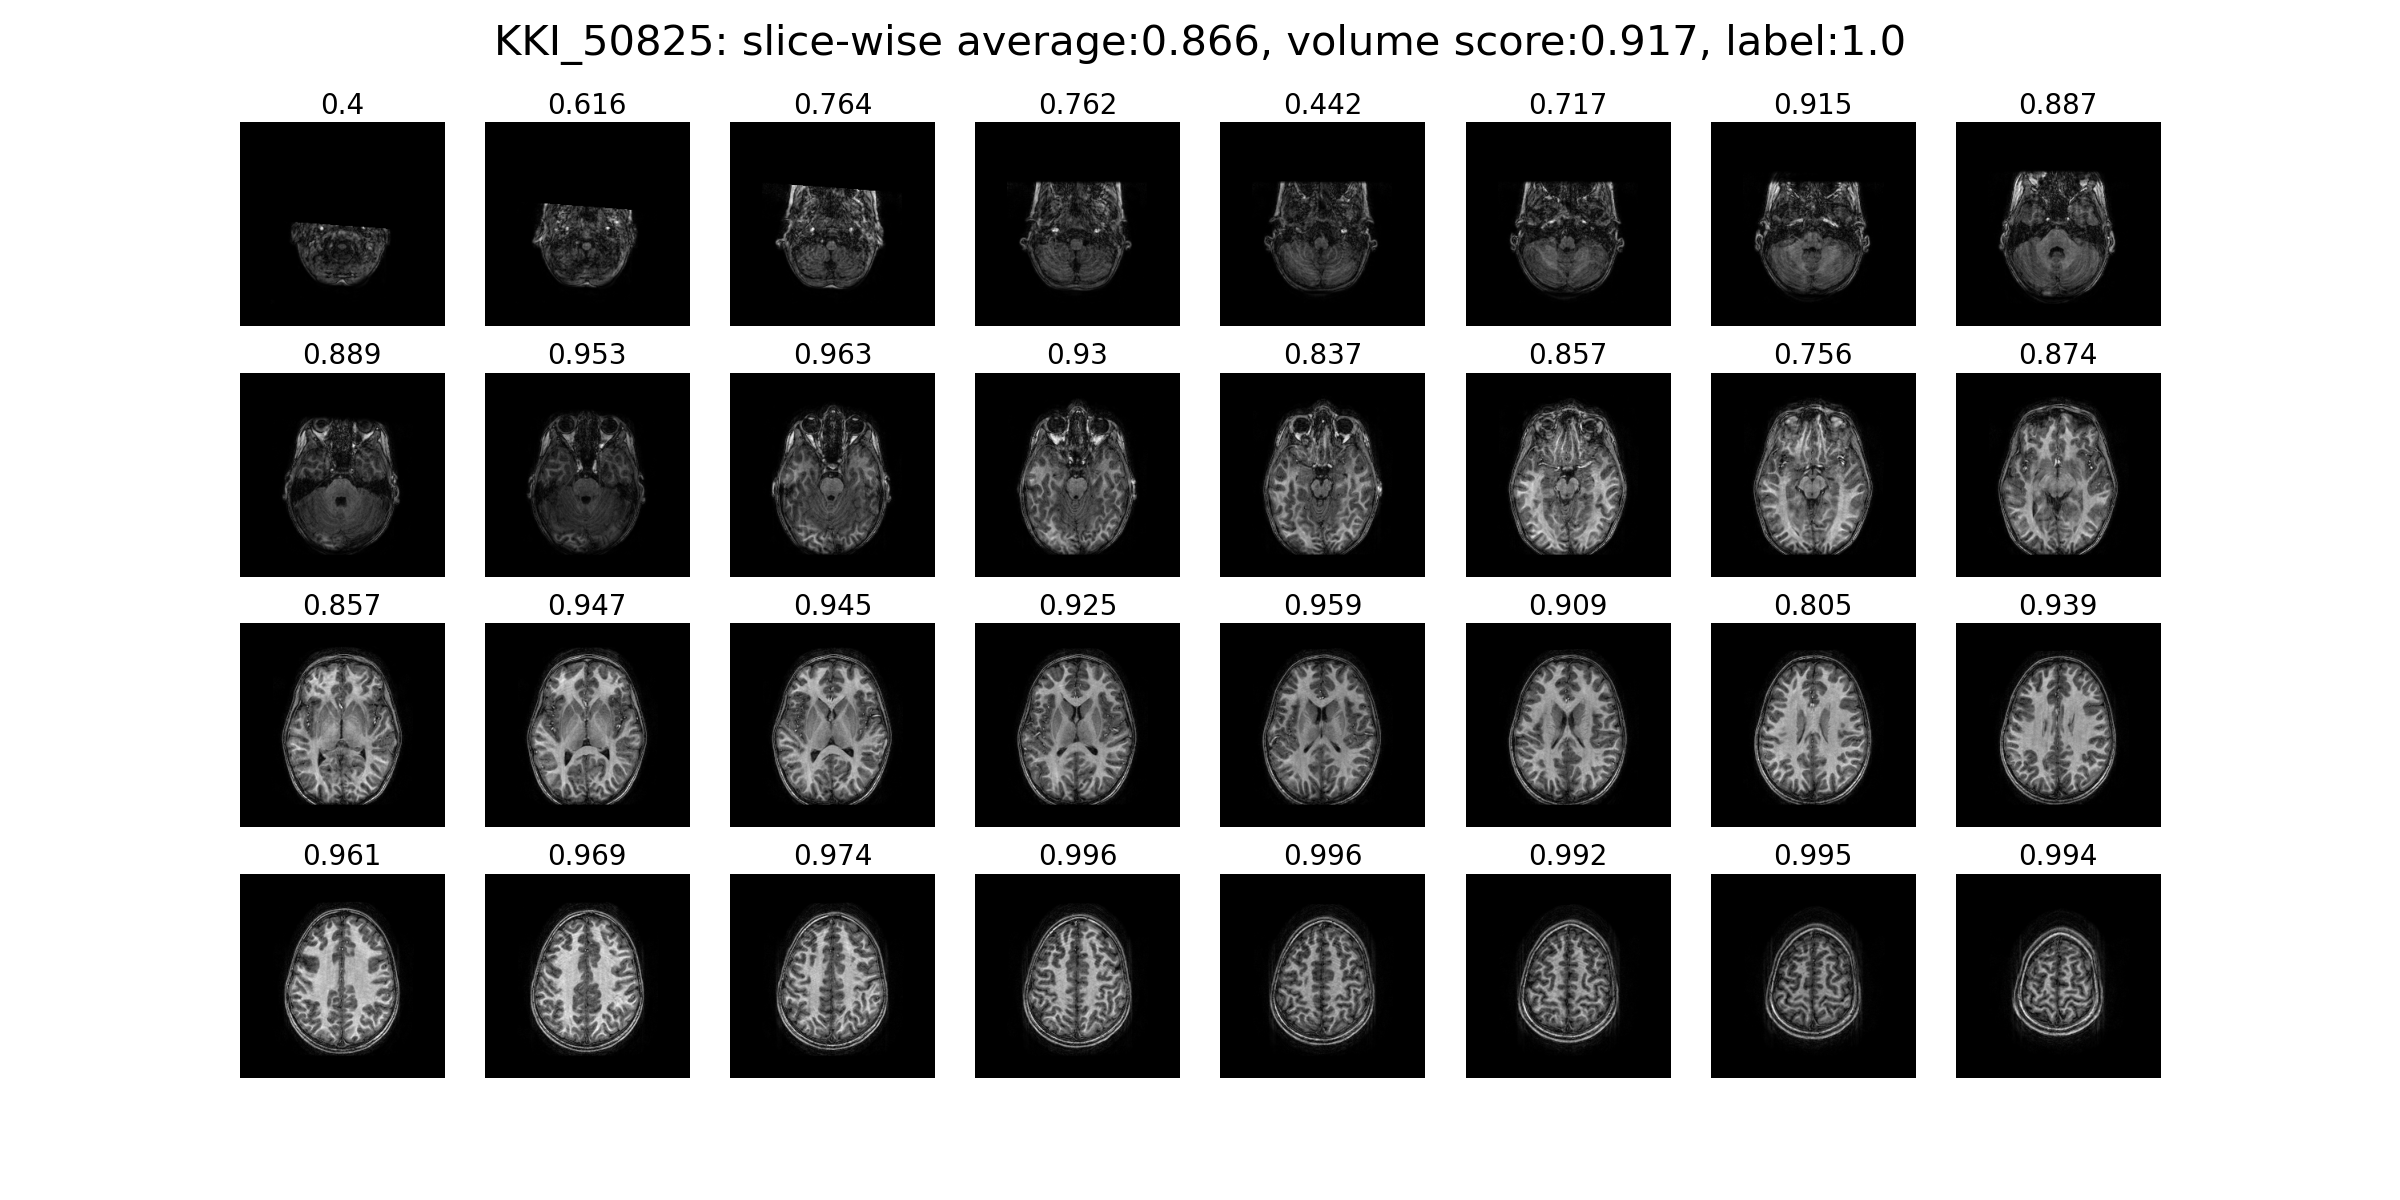 KKI_50825: slice-wise average:0.866, volume score:0.917, label:1.0
0.4 0.616 0.764 0.762 0.442 0.717 0.915 0.887
0.889 0.953 0.963 0.93 0.837 0.857 0.756 0.874
0.857 0.947 0.945 0.925 0.959 0.909 0.805 0.939
0.961 0.969 0.974 0.996 0.996 0.992 0.995 0.994